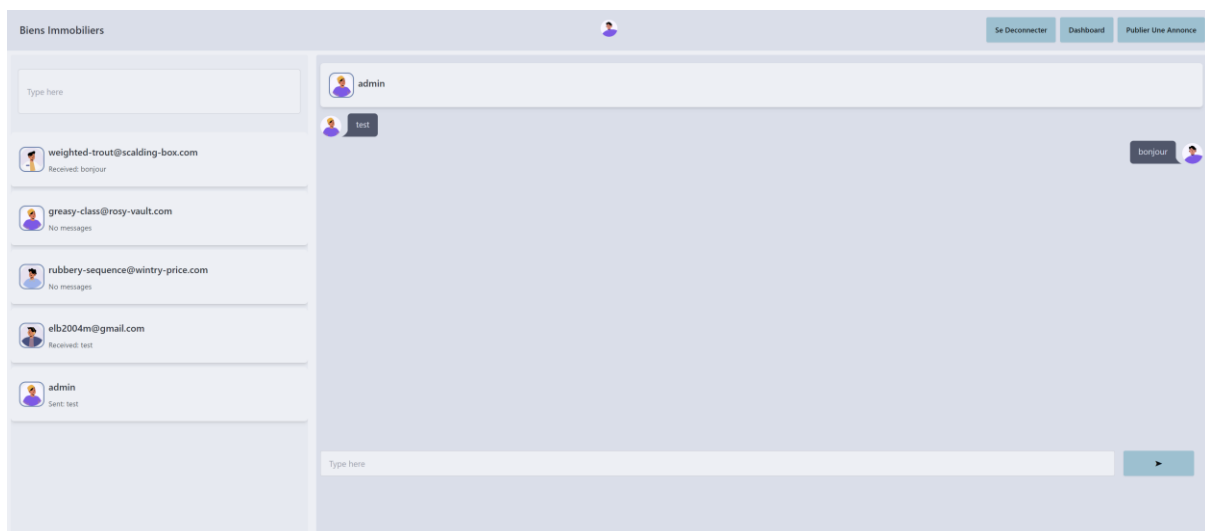 Biens Immobiliers
Se Deconnecter
Dashboard
Publier Une Annonce
Type here
weighted-trout@scalding-box.com
Received: bonjour
greasy-class@rosy-vault.com
No messages
rubbery-sequence@wintry-price.com
No messages
elb2004m@gmail.com
Received: test
admin
Sent: test
admin
test
bonjour
Type here